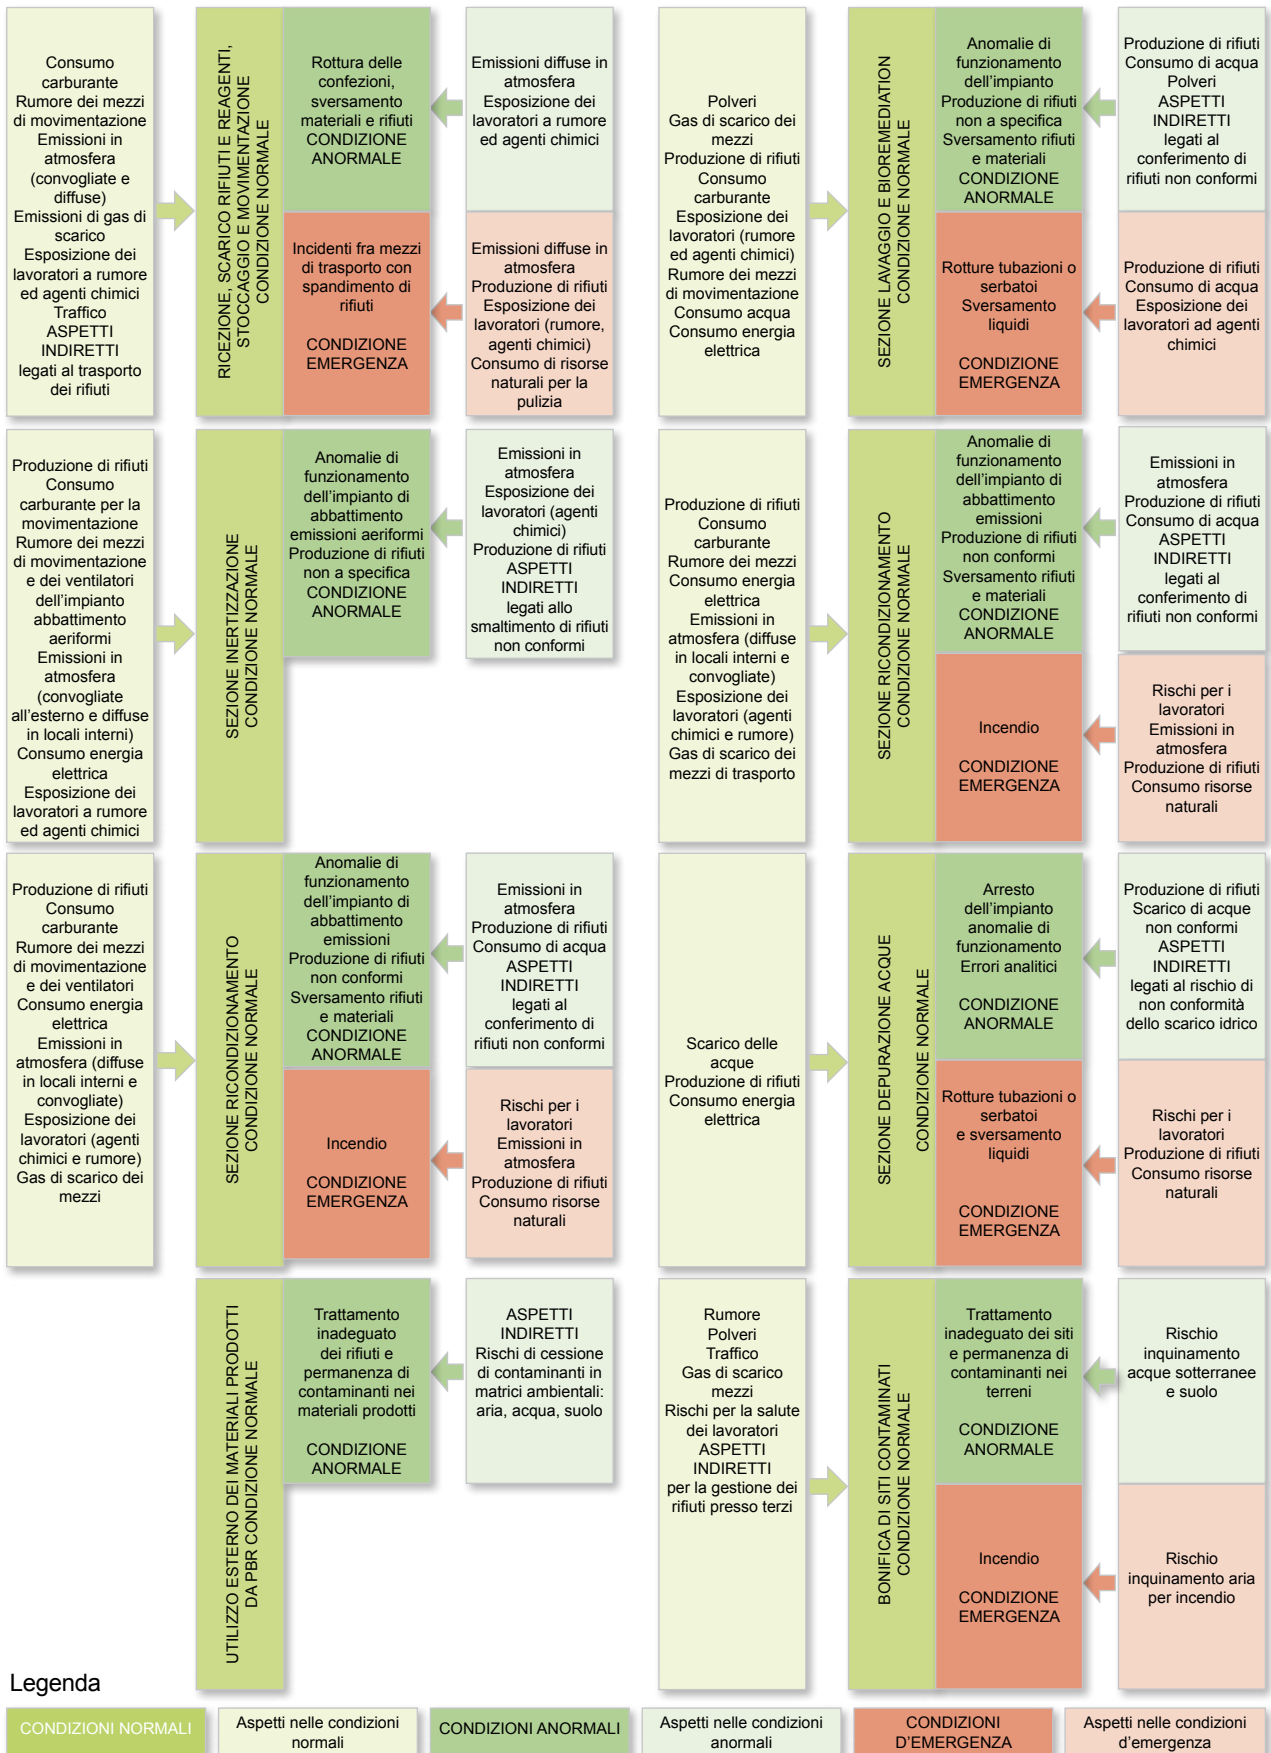 Consumo
carburante
Rumore dei mezzi
di movimentazione
Emissioni in
atmosfera
(convogliate e
diffuse)
Emissioni di gas di
scarico
Esposizione dei
lavoratori a rumore
ed agenti chimici
Traffico
ASPETTI
INDIRETTI
legati al trasporto
dei rifiuti
RICEZIONE, SCARICO RIFIUTI E REAGENTI,
STOCCAGGIO E MOVIMENTAZIONE
CONDIZIONE NORMALE
Rottura delle
confezioni,
sversamento
materiali e rifiuti
CONDIZIONE
ANORMALE
Emissioni diffuse in
atmosfera
Esposizione dei
lavoratori a rumore
ed agenti chimici
Incidenti fra mezzi
di trasporto con
spandimento di
rifiuti
CONDIZIONE
EMERGENZA
Emissioni diffuse in
atmosfera
Produzione di rifiuti
Esposizione dei
lavoratori (rumore,
agenti chimici)
Consumo di risorse
naturali per la
pulizia
Polveri
Gas di scarico dei
mezzi
Produzione di rifiuti
Consumo
carburante
Esposizione dei
lavoratori (rumore
ed agenti chimici)
Rumore dei mezzi
di movimentazione
Consumo acqua
Consumo energia
elettrica
SEZIONE LAVAGGIO E BIOREMEDIATION
CONDIZIONE NORMALE
Anomalie di
funzionamento
dell'impianto
Produzione di rifiuti
non a specifica
Sversamento rifiuti
e materiali
CONDIZIONE
ANORMALE
Produzione di rifiuti
Consumo di acqua
Polveri
ASPETTI
INDIRETTI
legati al
conferimento di
rifiuti non conformi
Rotture tubazioni o
serbatoi
Sversamento
liquidi
CONDIZIONE
EMERGENZA
Produzione di rifiuti
Consumo di acqua
Esposizione dei
lavoratori ad agenti
chimici
Produzione di rifiuti
Consumo
carburante per la
movimentazione
Rumore dei mezzi
di movimentazione
e dei ventilatori
dell'impianto
abbattimento
aeriformi
Emissioni in
atmosfera
(convogliate
all'esterno e diffuse
in locali interni)
Consumo energia
elettrica
Esposizione dei
lavoratori a rumore
ed agenti chimici
SEZIONE INERTIZZAZIONE
CONDIZIONE NORMALE
Anomalie di
funzionamento
dell'impianto di
abbattimento
emissioni aeriformi
Produzione di rifiuti
non a specifica
CONDIZIONE
ANORMALE
Emissioni in
atmosfera
Esposizione dei
lavoratori (agenti
chimici)
Produzione di rifiuti
ASPETTI
INDIRETTI
legati allo
smaltimento di rifiuti
non conformi
Produzione di rifiuti
Consumo
carburante
Rumore dei mezzi
Consumo energia
elettrica
Emissioni in
atmosfera (diffuse
in locali interni e
convogliate)
Esposizione dei
lavoratori (agenti
chimici e rumore)
Gas di scarico dei
mezzi di trasporto
SEZIONE RICONDIZIONAMENTO
CONDIZIONE NORMALE
Anomalie di
funzionamento
dell'impianto di
abbattimento
emissioni
Produzione di rifiuti
non conformi
Sversamento rifiuti
e materiali
CONDIZIONE
ANORMALE
Emissioni in
atmosfera
Produzione di rifiuti
Consumo di acqua
ASPETTI
INDIRETTI
legati al
conferimento di
rifiuti non conformi
Incendio
CONDIZIONE
EMERGENZA
Rischi per i
lavoratori
Emissioni in
atmosfera
Produzione di rifiuti
Consumo risorse
naturali
Produzione di rifiuti
Consumo
carburante
Rumore dei mezzi
di movimentazione
e dei ventilatori
Consumo energia
elettrica
Emissioni in
atmosfera (diffuse
in locali interni e
convogliate)
Esposizione dei
lavoratori (agenti
chimici e rumore)
Gas di scarico dei
mezzi
SEZIONE RICONDIZIONAMENTO
CONDIZIONE NORMALE
Anomalie di
funzionamento
dell'impianto di
abbattimento
emissioni
Produzione di rifiuti
non conformi
Sversamento rifiuti
e materiali
CONDIZIONE
ANORMALE
Emissioni in
atmosfera
Produzione di rifiuti
Consumo di acqua
ASPETTI
INDIRETTI
legati al
conferimento di
rifiuti non conformi
Incendio
CONDIZIONE
EMERGENZA
Rischi per i
lavoratori
Emissioni in
atmosfera
Produzione di rifiuti
Consumo risorse
naturali
Scarico delle
acque
Produzione di rifiuti
Consumo energia
elettrica
SEZIONE DEPURAZIONE ACQUE
CONDIZIONE NORMALE
Arresto
dell'impianto
anomalie di
funzionamento
Errori analitici
CONDIZIONE
ANORMALE
Produzione di rifiuti
Scarico di acque
non conformi
ASPETTI
INDIRETTI
legati al rischio di
non conformità
dello scarico idrico
Rotture tubazioni o
serbatoi
e sversamento
liquidi
CONDIZIONE
EMERGENZA
Rischi per i
lavoratori
Produzione di rifiuti
Consumo risorse
naturali
UTILIZZO ESTERNO DEI MATERIALI PRODOTTI
DA PBR CONDIZIONE NORMALE
Trattamento
inadeguato
dei rifiuti e
permanenza di
contaminanti nei
materiali prodotti
CONDIZIONE
ANORMALE
ASPETTI
INDIRETTI
Rischi di cessione
di contaminanti in
matrici ambientali:
aria, acqua, suolo
Rumore
Polveri
Traffico
Gas di scarico
mezzi
Rischi per la salute
dei lavoratori
ASPETTI
INDIRETTI
per la gestione dei
rifiuti presso terzi
BONIFICA DI SITI CONTAMINATI
CONDIZIONE NORMALE
Trattamento
inadeguato dei siti
e permanenza di
contaminanti nei
terreni
CONDIZIONE
ANORMALE
Rischio
inquinamento
acque sotterranee
e suolo
Incendio
CONDIZIONE
EMERGENZA
Rischio
inquinamento aria
per incendio
Legenda
CONDIZIONI NORMALI
Aspetti nelle condizioni
normali
CONDIZIONI ANORMALI
Aspetti nelle condizioni
anormali
CONDIZIONI
D'EMERGENZA
Aspetti nelle condizioni
d'emergenza